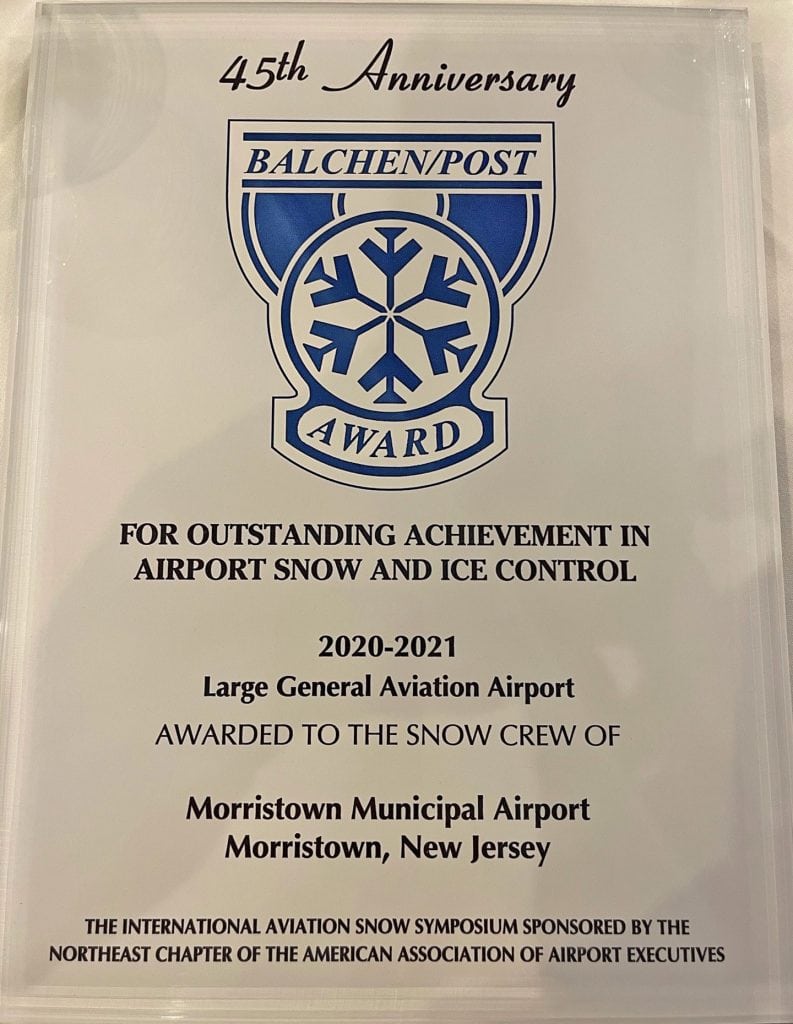 45th Anniversary
BALCHEN/POST
AWARD
FOR OUTSTANDING ACHIEVEMENT IN
AIRPORT SNOW AND ICE CONTROL
2020-2021
Large General Aviation Airport
AWARDED TO THE SNOW CREW OF
Morristown Municipal Airport
Morristown, New Jersey
THE INTERNATIONAL AVIATION SNOW SYMPOSIUM SPONSORED BY THE
NORTHEAST CHAPTER OF THE AMERICAN ASSOCIATION OF AIRPORT EXECUTIVES